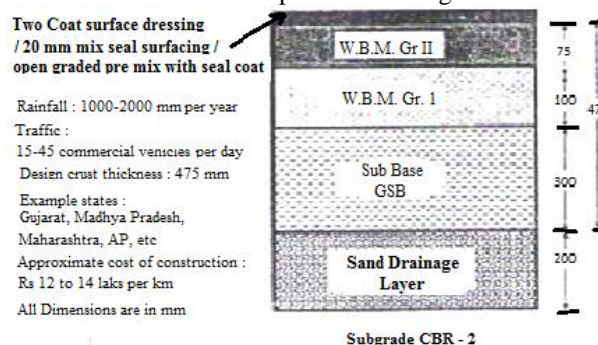 Two Coat surface dressing
/ 20 mm mix seal surfacing /
open graded pre mix with seal coat
Rainfall : 1000-2000 mm per year
Traffic :
15-45 commercial venicies per day
Design crust thickness : 475 mm
Example states :
Gujarat, Madhya Pradesh,
Maharashtra, AP, etc
Approximate cost of construction :
Rs 12 to 14 laks per km
All Dimensions are in mm
W.B.M. Gr II
W.B.M. Gr. 1
Sub Base
GSB
Sand Drainage
Layer
75
100
300
200
Subgrade CBR - 2